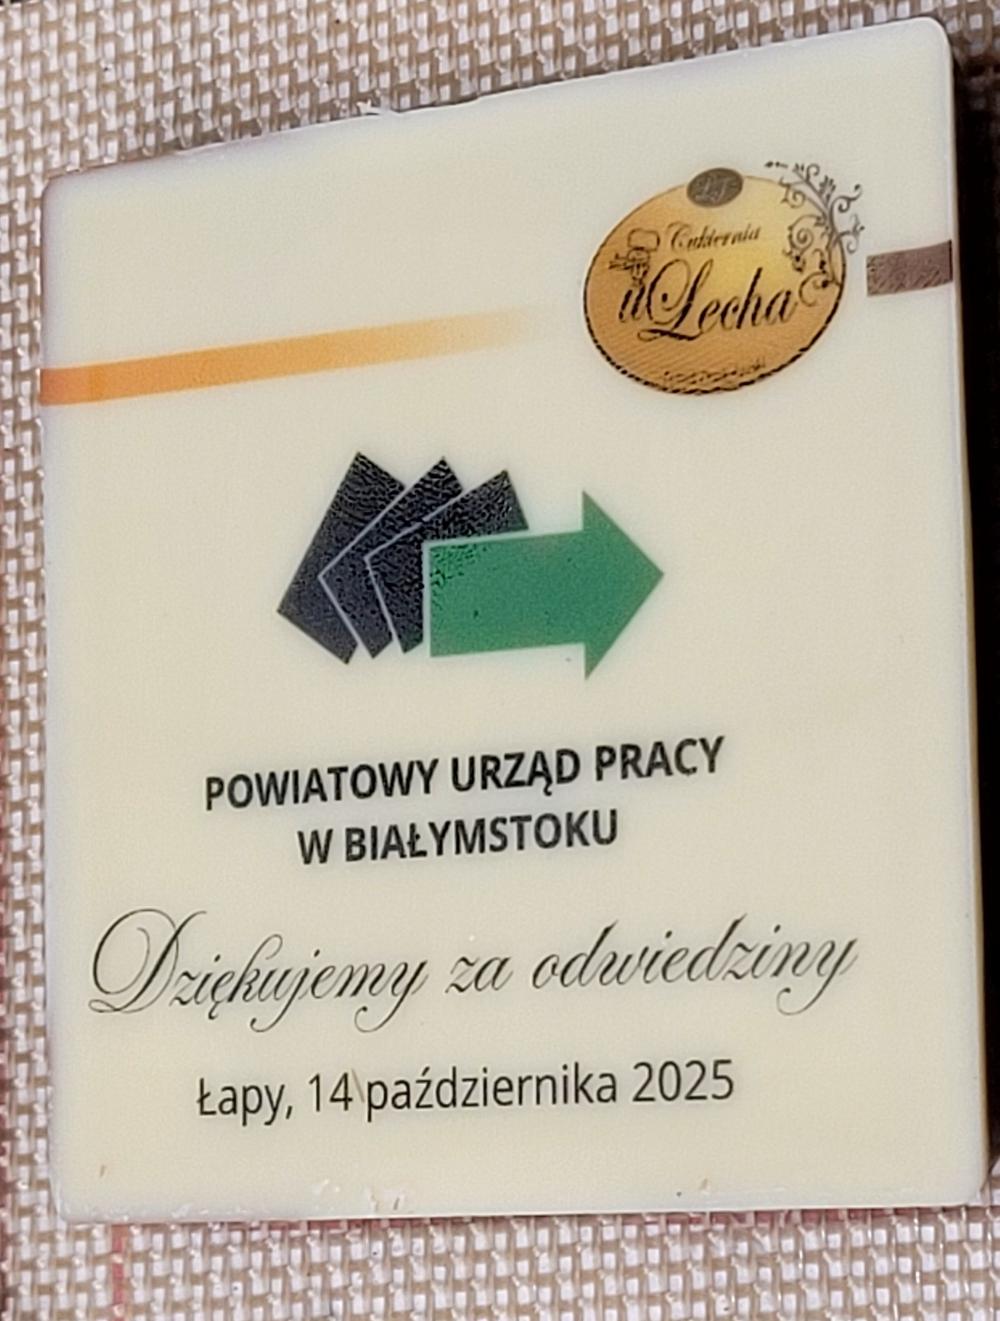 Cukiernia
u Lecha
POWIATOWY URZĄD PRACY
W BIAŁYMSTOKU
Dziękujemy za odwiedziny
Łapy, 14 października 2025